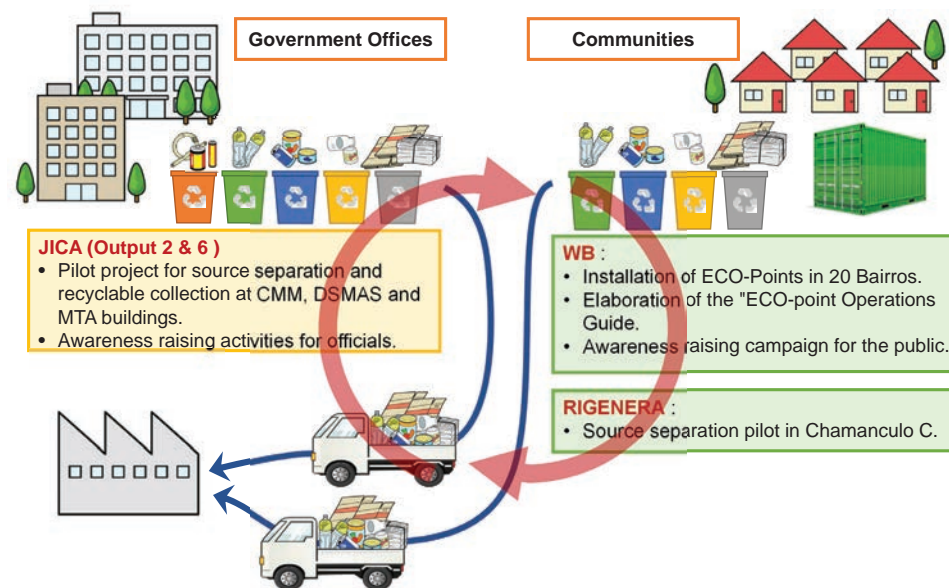 Government Offices
Communities
JICA (Output 2 & 6 )
• Pilot project for source separation and
recyclable collection at CMM, DSMAS and
MTA buildings.
• Awareness raising activities for officials.
WB :
• Installation of ECO-Points in 20 Bairros.
• Elaboration of the "ECO-point Operations
Guide.
• Awareness raising campaign for the public.
RIGENERA :
• Source separation pilot in Chamanculo C.